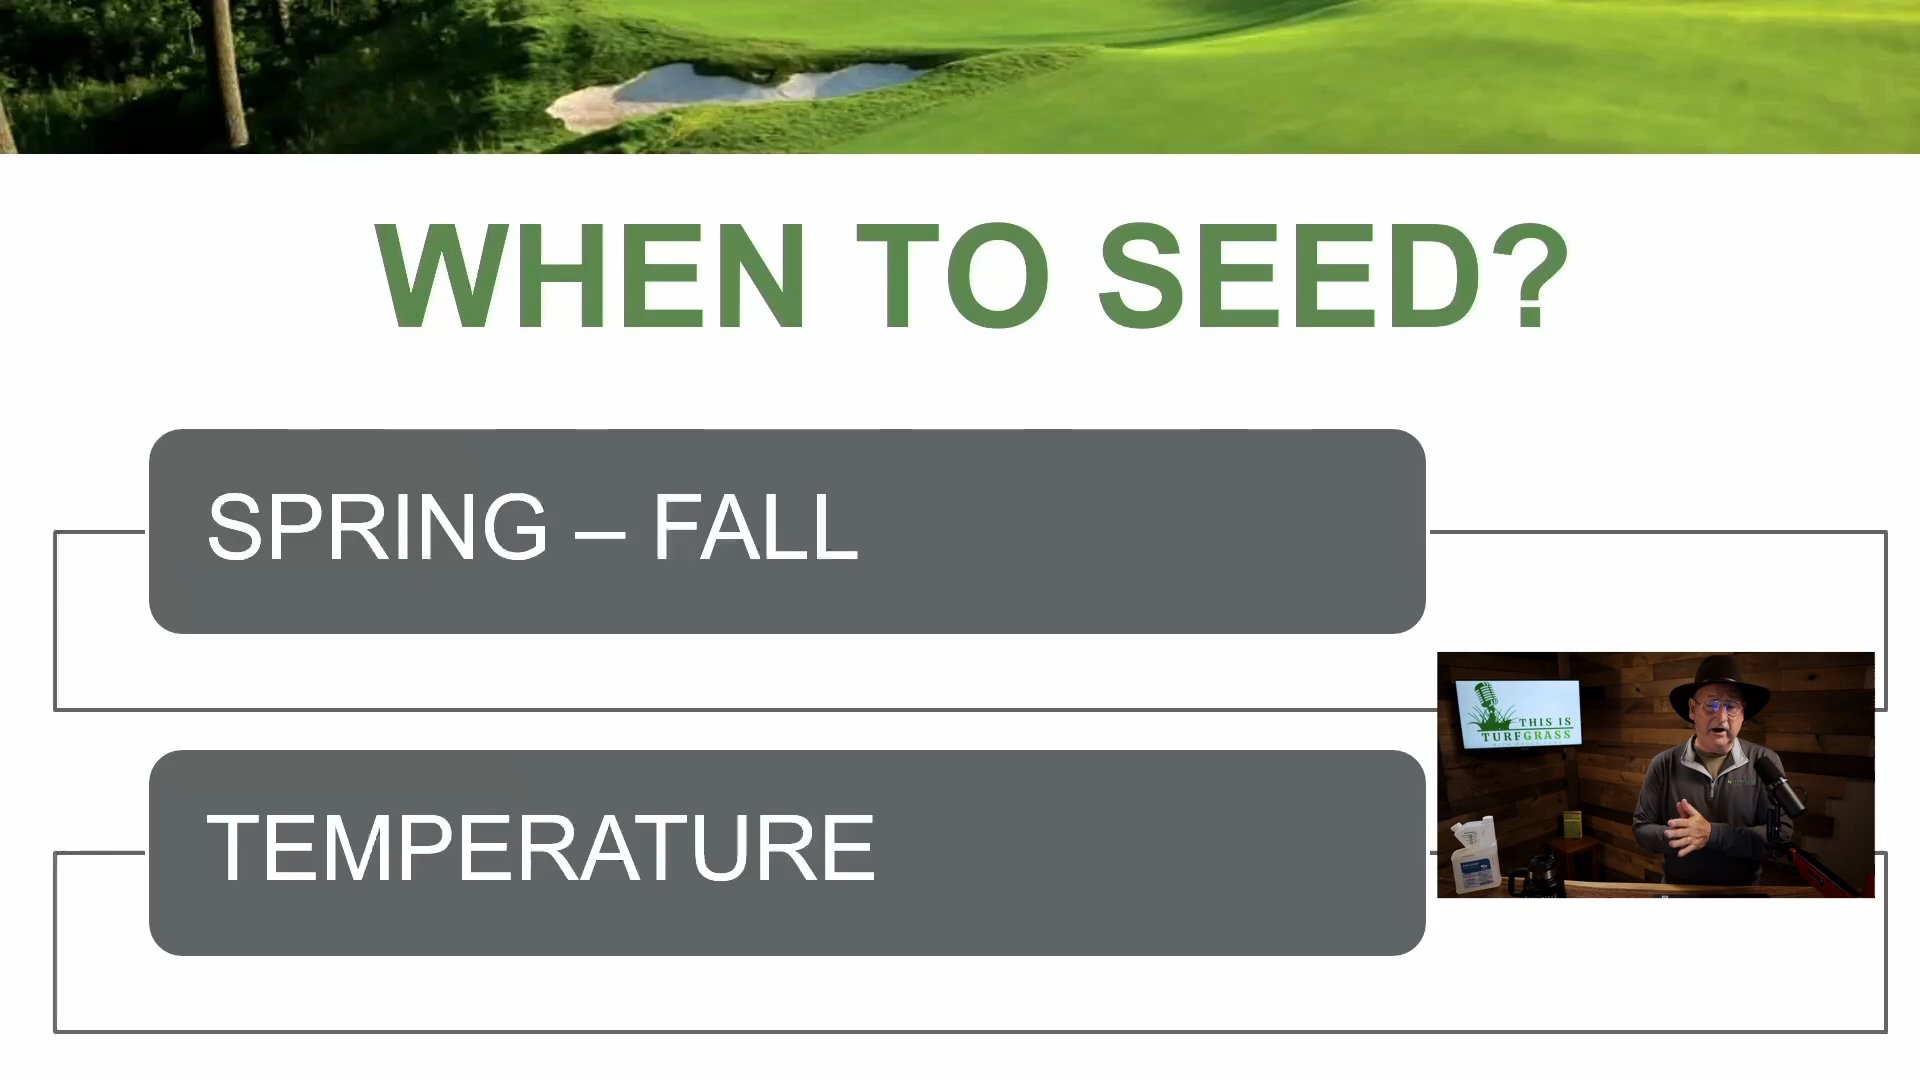 WHEN TO SEED?
SPRING – FALL
TEMPERATURE
THIS IS
TURFGRASS